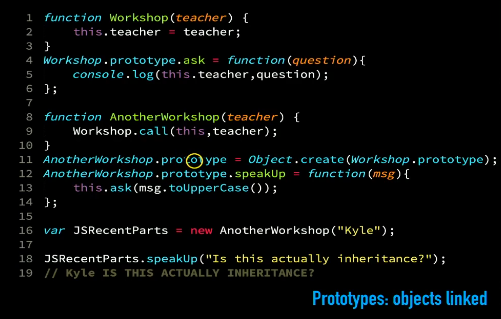 1 function Workshop(teacher) {
2 this.teacher = teacher;
3 }
4 Workshop.prototype.ask = function(question){
5 console.log(this.teacher,question);
6 };
7
8 function AnotherWorkshop(teacher) {
9 Workshop.call(this,teacher);
10 }
11 AnotherWorkshop.prototype = Object.create(Workshop.prototype);
12 AnotherWorkshop.prototype.speakUp = function(msg){
13 this.ask(msg.toUpperCase());
14 };
15
16 var JSRecentParts = new AnotherWorkshop("Kyle");
17
18 JSRecentParts.speakUp("Is this actually inheritance?");
19 // Kyle IS THIS ACTUALLY INHERITANCE?
Prototypes: objects linked